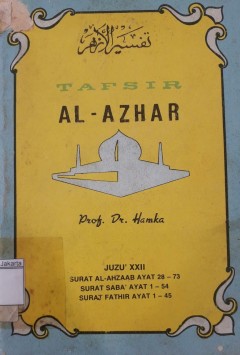 تفسير الأزهر
TAFSIR
AL-AZHAR
Prof. Dr. Hamka
JUZU' XXII
SURAT AL-AHZAAB AYAT 28 – 73
SURAT SABA' AYAT 1 – 54
SURAT FATHIR AYAT 1 – 45
Jakarta